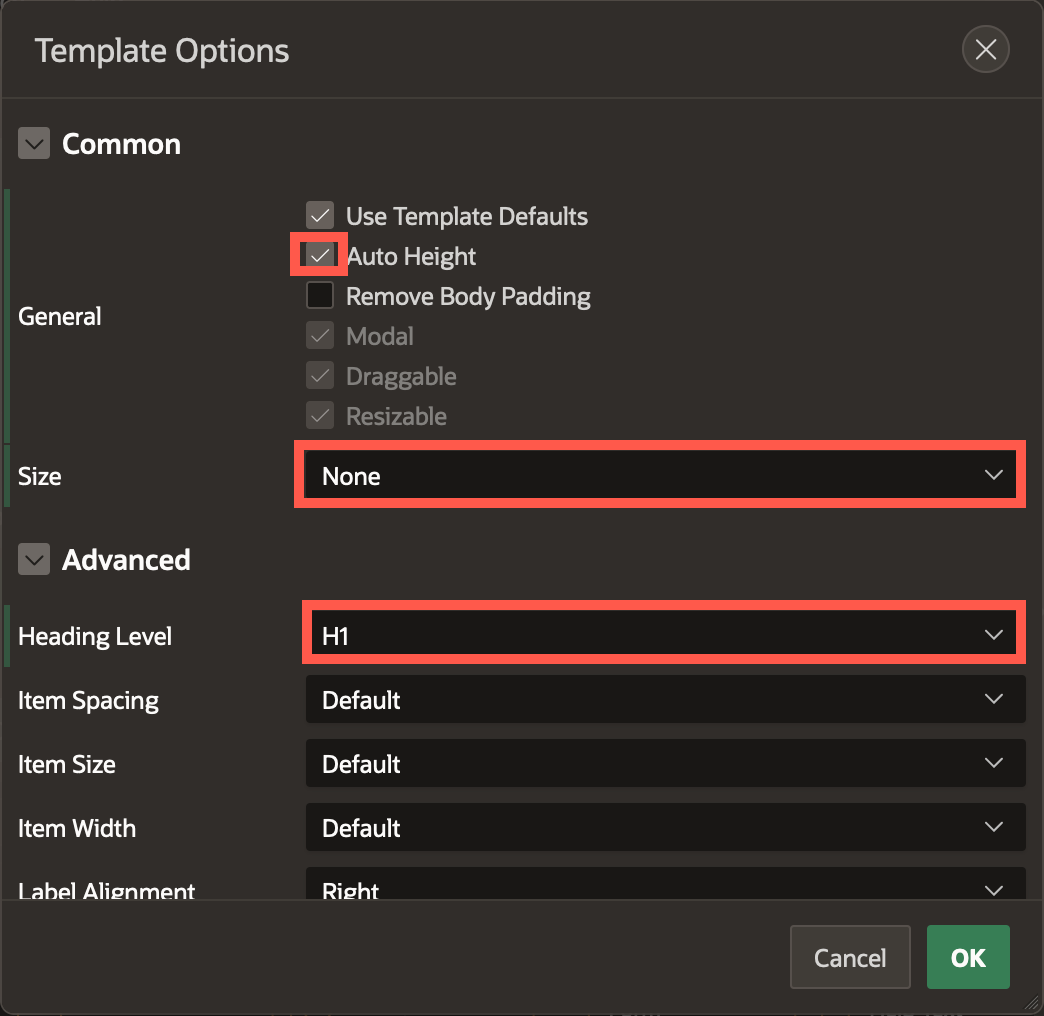 Template Options
Common
General
Use Template Defaults
Auto Height
Remove Body Padding
Modal
Draggable
Resizable
Size None
Advanced
Heading Level H1
Item Spacing Default
Item Size Default
Item Width Default
Label Alignment Right
Cancel OK